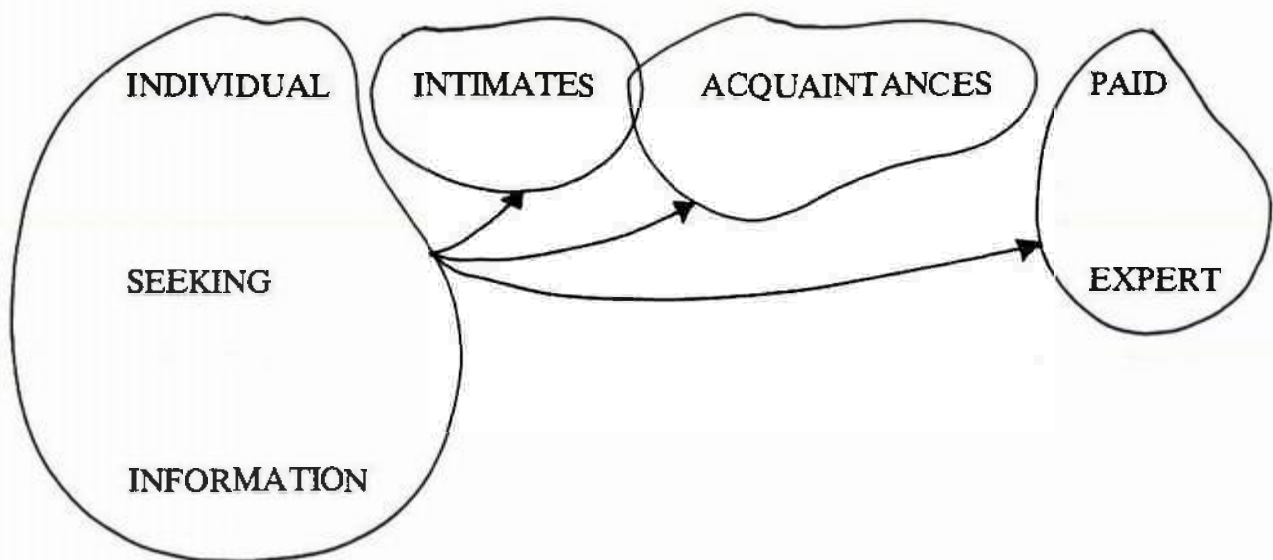 INDIVIDUAL
SEEKING
INFORMATION
INTIMATES
ACQUAINTANCES
PAID
EXPERT